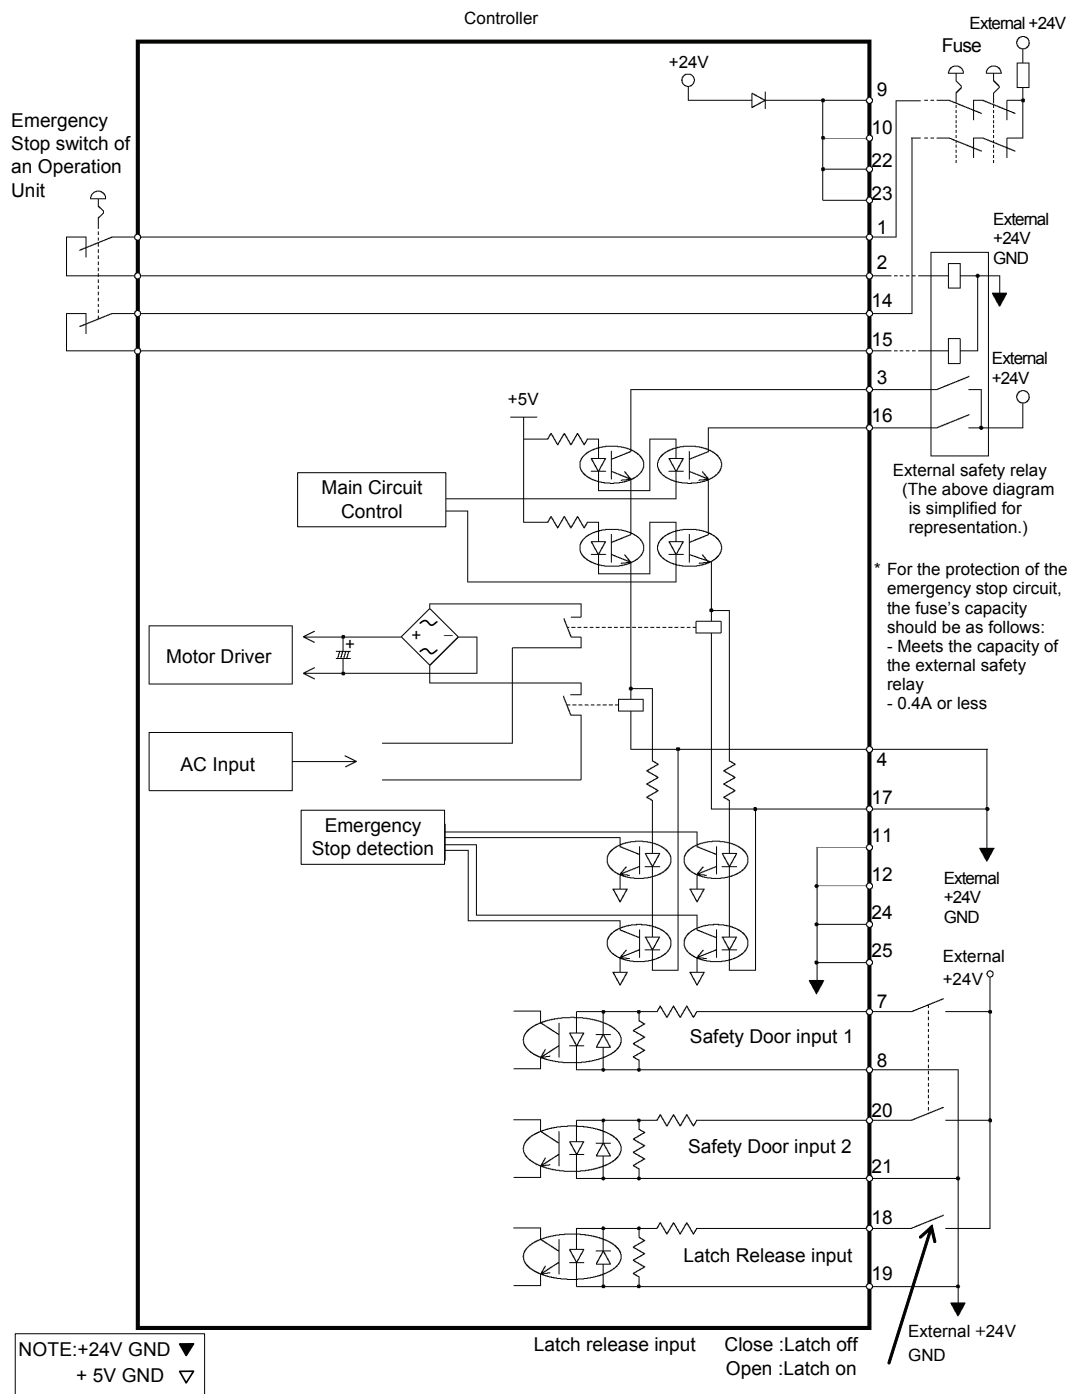 Controller
External +24V
Fuse
+24V
9
10
22
23
Emergency
Stop switch of
an Operation
Unit
1
2
14
15
3
16
External
+24V
GND
External
+24V
+5V
External safety relay
(The above diagram
is simplified for
representation.)
Main Circuit
Control
* For the protection of the
emergency stop circuit,
the fuse's capacity
should be as follows:
- Meets the capacity of
the external safety
relay
- 0.4A or less
Motor Driver
+
−
+
AC Input
4
17
11
12
24
25
Emergency
Stop detection
External
+24V
GND
External
+24V
7
Safety Door input 1
8
20
Safety Door input 2
21
18
Latch Release input
19
External +24V
GND
NOTE:+24V GND ▼
+ 5V GND ▽
Latch release input Close :Latch off
Open :Latch on